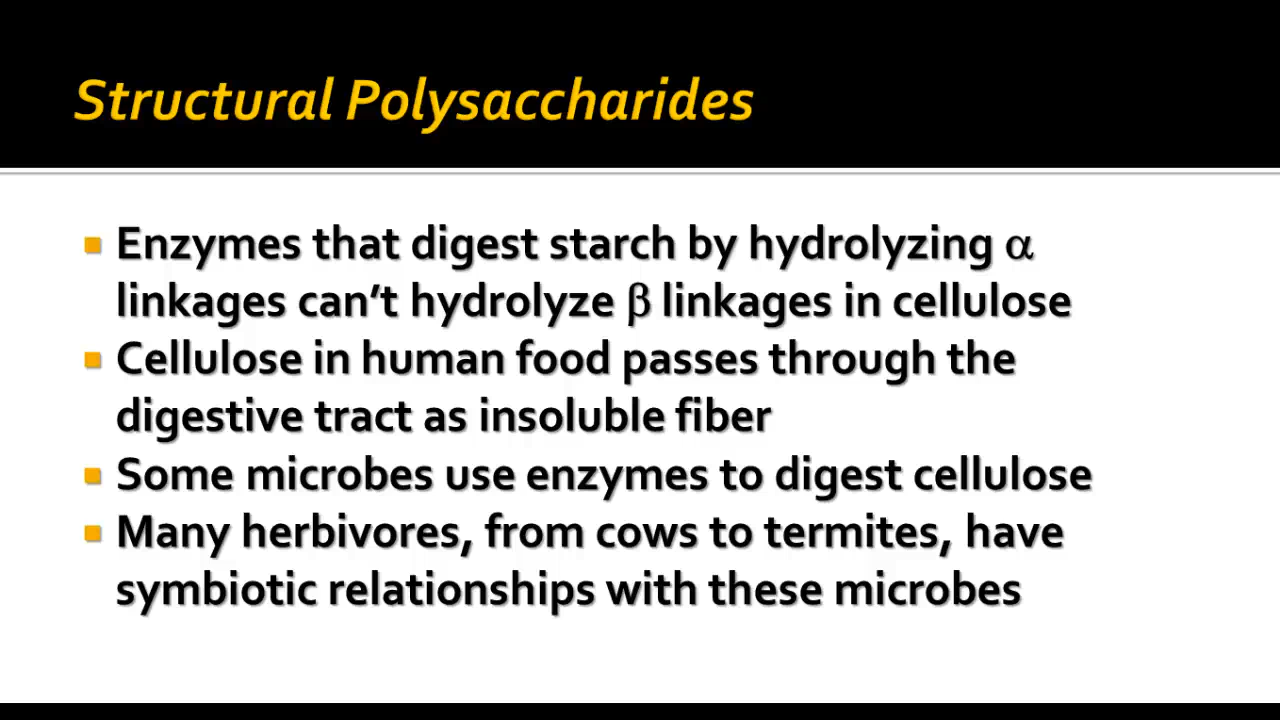 Structural Polysaccharides
▪ Enzymes that digest starch by hydrolyzing α
linkages can’t hydrolyze β linkages in cellulose
▪ Cellulose in human food passes through the
digestive tract as insoluble fiber
▪ Some microbes use enzymes to digest cellulose
▪ Many herbivores, from cows to termites, have
symbiotic relationships with these microbes